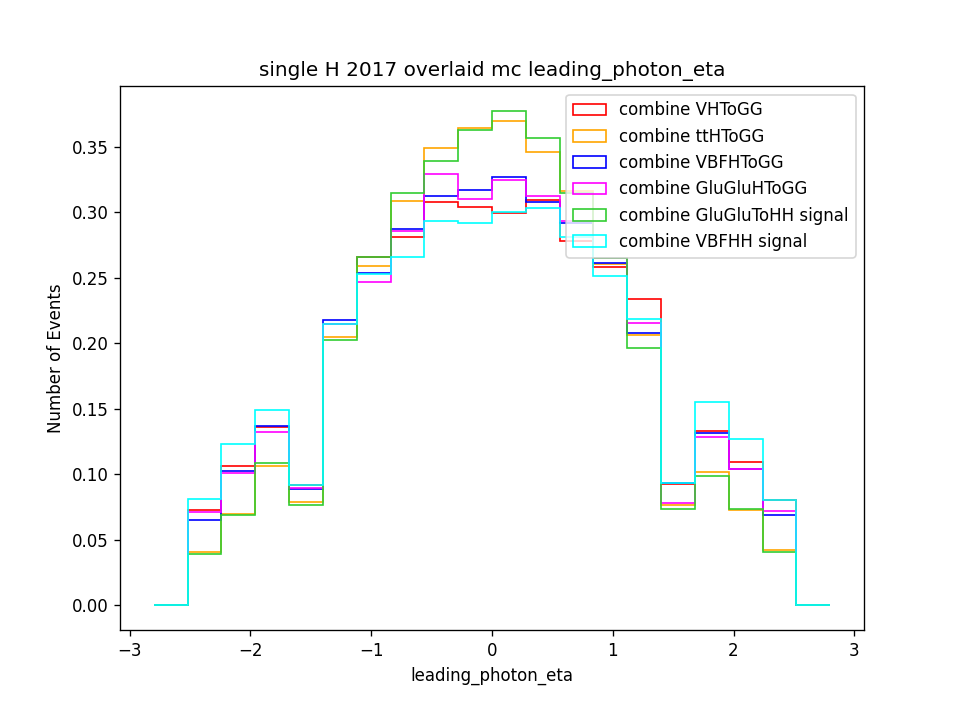 single H 2017 overlaid mc leading_photon_eta
combine VHToGG
combine ttHToGG
combine VBFHToGG
combine GluGluHToGG
combine GluGluToHH signal
combine VBFHH signal
Number of Events
0.35
0.30
0.25
0.20
0.15
0.10
0.05
0.00
−3
−2
−1
0
1
2
3
leading_photon_eta